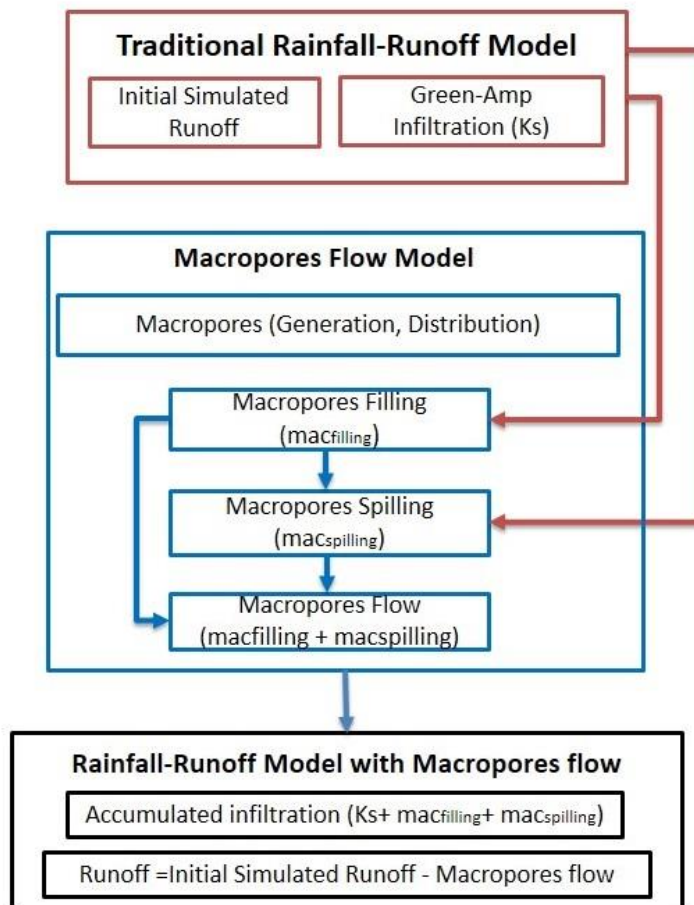 Traditional Rainfall-Runoff Model
Initial Simulated
Runoff
Green-Amp
Infiltration (Ks)
Macropores Flow Model
Macropores (Generation, Distribution)
Macropores Filling
(macfilling)
Macropores Spilling
(macspilling)
Macropores Flow
(macfilling + macspilling)
Rainfall-Runoff Model with Macropores flow
Accumulated infiltration (Ks+ macfilling+ macspilling)
Runoff =Initial Simulated Runoff - Macropores flow